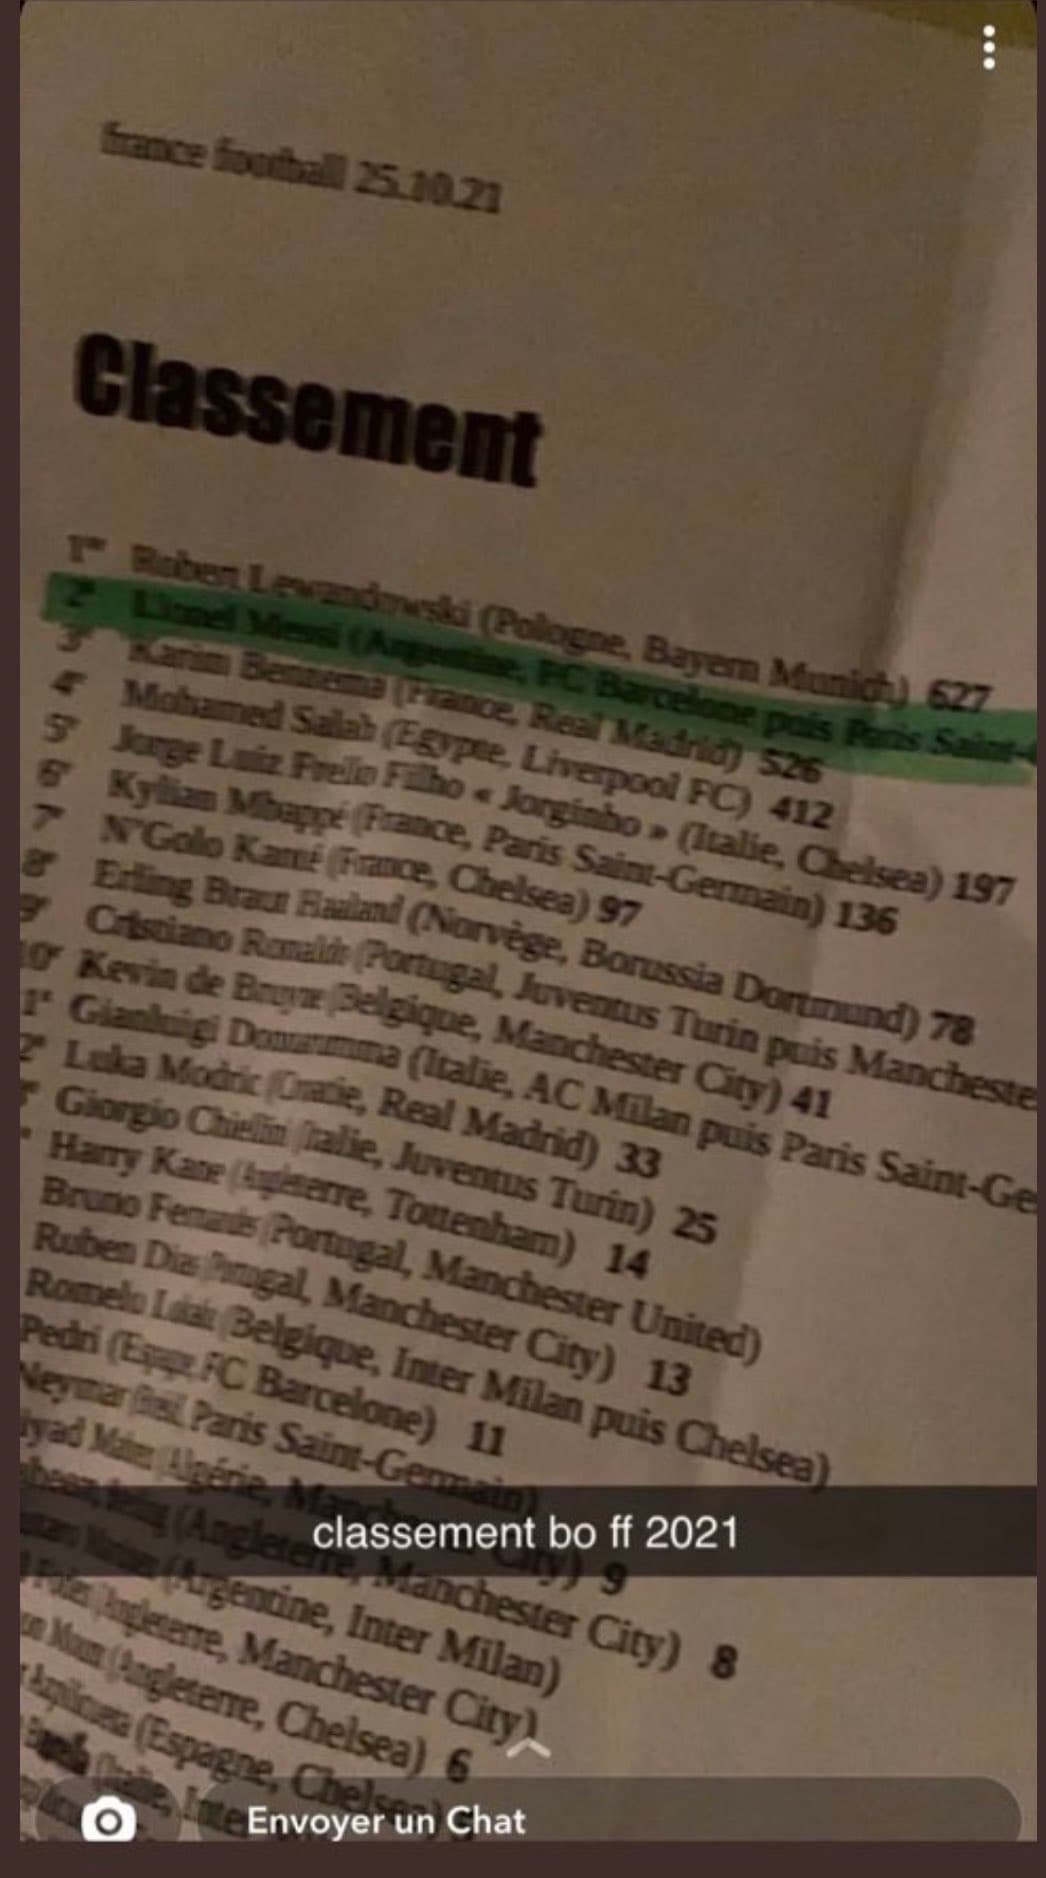 france football 25.10.21
Classement
1er Robert Lewandowski (Pologne, Bayern Munich) 627
2e Lionel Messi (Argentine, FC Barcelone puis Paris Saint-
3e Karim Benzema (France, Real Madrid) 526
4e Mohamed Salah (Egypte, Liverpool FC) 412
5e Jorge Luiz Frello Filho « Jorginho » (Italie, Chelsea) 197
6e Kylian Mbappé (France, Paris Saint-Germain) 136
7e N'Golo Kanté (France, Chelsea) 97
8e Erling Braut Haaland (Norvège, Borussia Dortmund) 78
9e Cristiano Ronaldo (Portugal, Juventus Turin puis Mancheste
10e Kevin de Bruyne (Belgique, Manchester City) 41
1e Gianluigi Donnarumma (Italie, AC Milan puis Paris Saint-Ge
2e Luka Modric (Croatie, Real Madrid) 33
Giorgio Chiellini (Italie, Juventus Turin) 25
Harry Kane (Angleterre, Tottenham) 14
Bruno Fernandes (Portugal, Manchester United)
Ruben Dias (Portugal, Manchester City) 13
Romelo Lukaku (Belgique, Inter Milan puis Chelsea)
Pedri (Espagne, FC Barcelone) 11
Neymar (Brésil, Paris Saint-Germain)
iyad (Algérie, Manchester City) 9
classement bo ff 2021
(Angleterre, Manchester City) 8
(Argentine, Inter Milan)
(Angleterre, Manchester City)
(Angleterre, Chelsea) 6
(Espagne, Chelsea)
(Italie, Inte
Envoyer un Chat